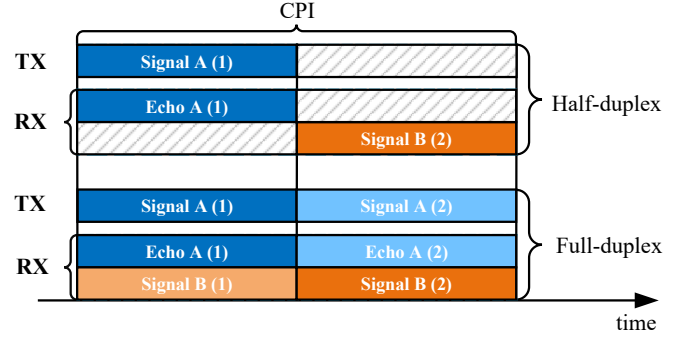 CPI
TX
Signal A (1)
RX
Echo A (1)
Signal B (2)
Half-duplex
TX
Signal A (1)
Signal A (2)
RX
Echo A (1)
Echo A (2)
Signal B (1)
Signal B (2)
Full-duplex
time